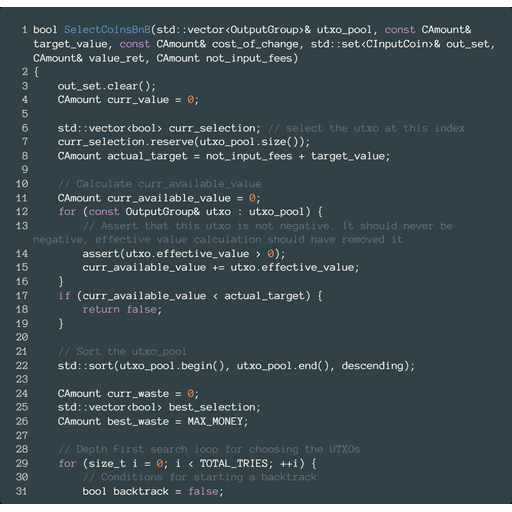 1 bool SelectCoinsBnB(std::vector<OutputGroup>& utxo_pool, const CAmount&
target_value, const CAmount& cost_of_change, std::set<CInputCoin>& out_set,
CAmount& value_ret, CAmount not_input_fees)
2 {
3 out_set.clear();
4 CAmount curr_value = 0;
5
6 std::vector<bool> curr_selection; // select the utxo at this index
7 curr_selection.reserve(utxo_pool.size());
8 CAmount actual_target = not_input_fees + target_value;
9
10 // Calculate curr_available_value
11 CAmount curr_available_value = 0;
12 for (const OutputGroup& utxo : utxo_pool) {
13 // Assert that this utxo is not negative. It should never be
negative, effective value calculation should have removed it
14 assert(utxo.effective_value > 0);
15 curr_available_value += utxo.effective_value;
16 }
17 if (curr_available_value < actual_target) {
18 return false;
19 }
20
21 // Sort the utxo_pool
22 std::sort(utxo_pool.begin(), utxo_pool.end(), descending);
23
24 CAmount curr_waste = 0;
25 std::vector<bool> best_selection;
26 CAmount best_waste = MAX_MONEY;
27
28 // Depth First search loop for choosing the UTXOs
29 for (size_t i = 0; i < TOTAL_TRIES; ++i) {
30 // Conditions for starting a backtrack
31 bool backtrack = false;